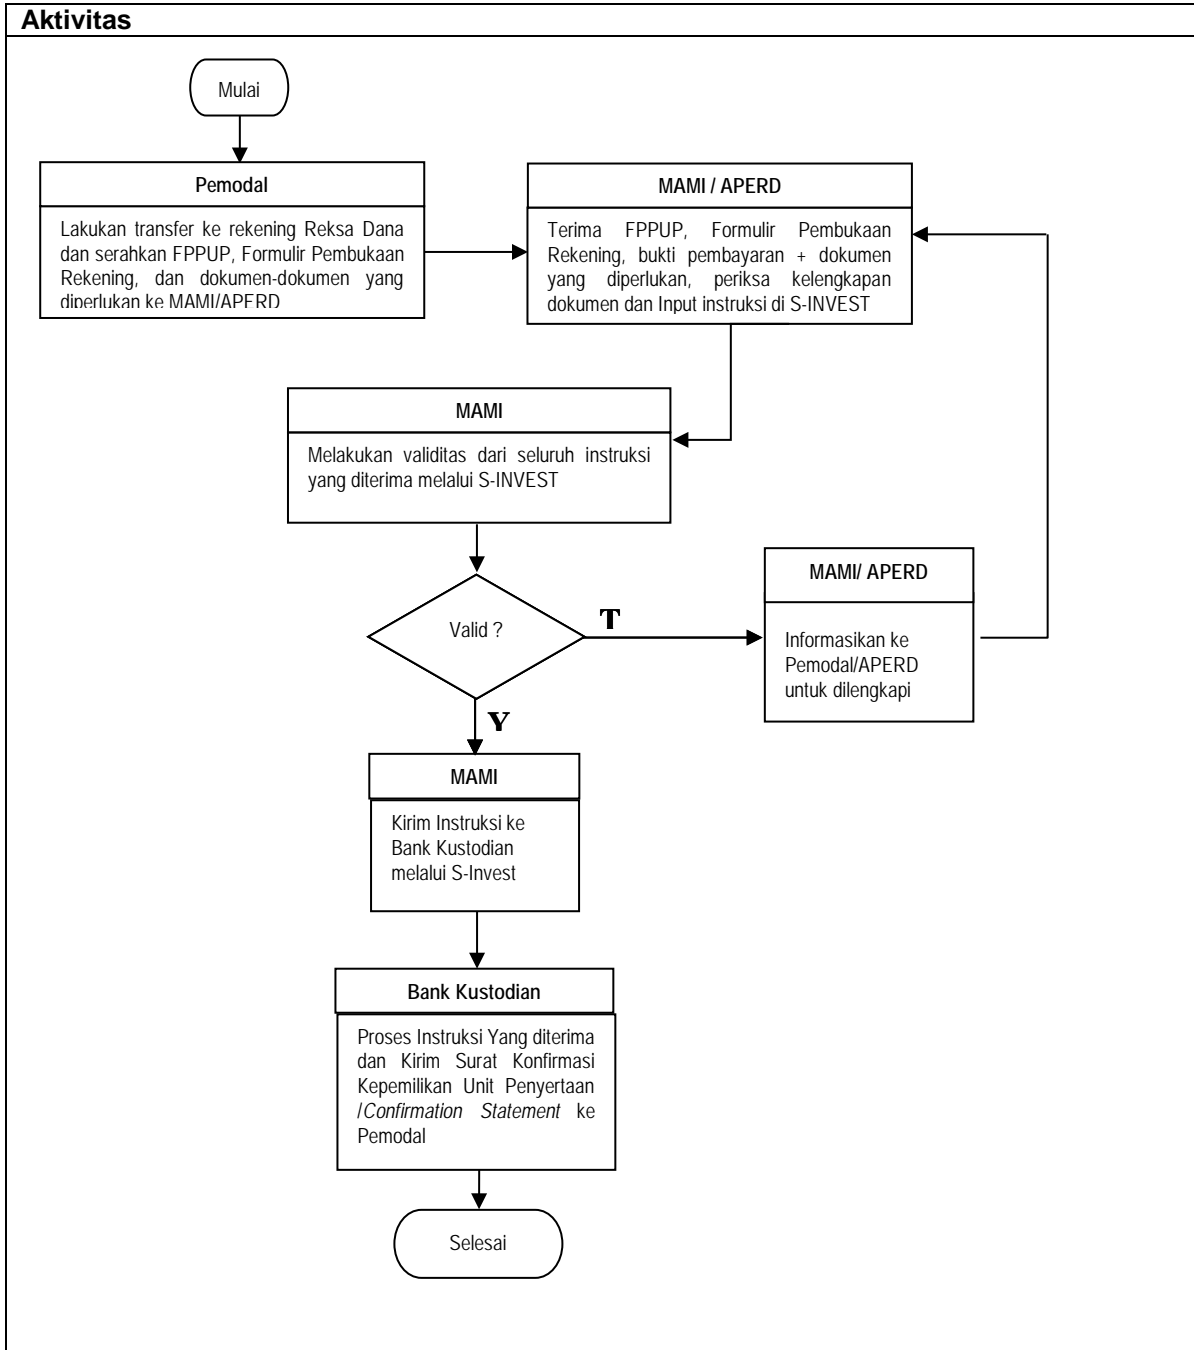 Aktivitas
Mulai
Pemodal
Lakukan transfer ke rekening Reksa Dana
dan serahkan FPPUP, Formulir Pembukaan
Rekening, dan dokumen-dokumen yang
diperlukan ke MAMI/APERD
MAMI / APERD
Terima FPPUP, Formulir Pembukaan
Rekening, bukti pembayaran + dokumen
yang diperlukan, periksa kelengkapan
dokumen dan Input instruksi di S-INVEST
MAMI
Melakukan validitas dari seluruh instruksi
yang diterima melalui S-INVEST
Valid ?
T
MAMI/ APERD
Informasikan ke
Pemodal/APERD
untuk dilengkapi
Y
MAMI
Kirim Instruksi ke
Bank Kustodian
melalui S-Invest
Bank Kustodian
Proses Instruksi Yang diterima
dan Kirim Surat Konfirmasi
Kepemilikan Unit Penyertaan
/Confirmation Statement ke
Pemodal
Selesai